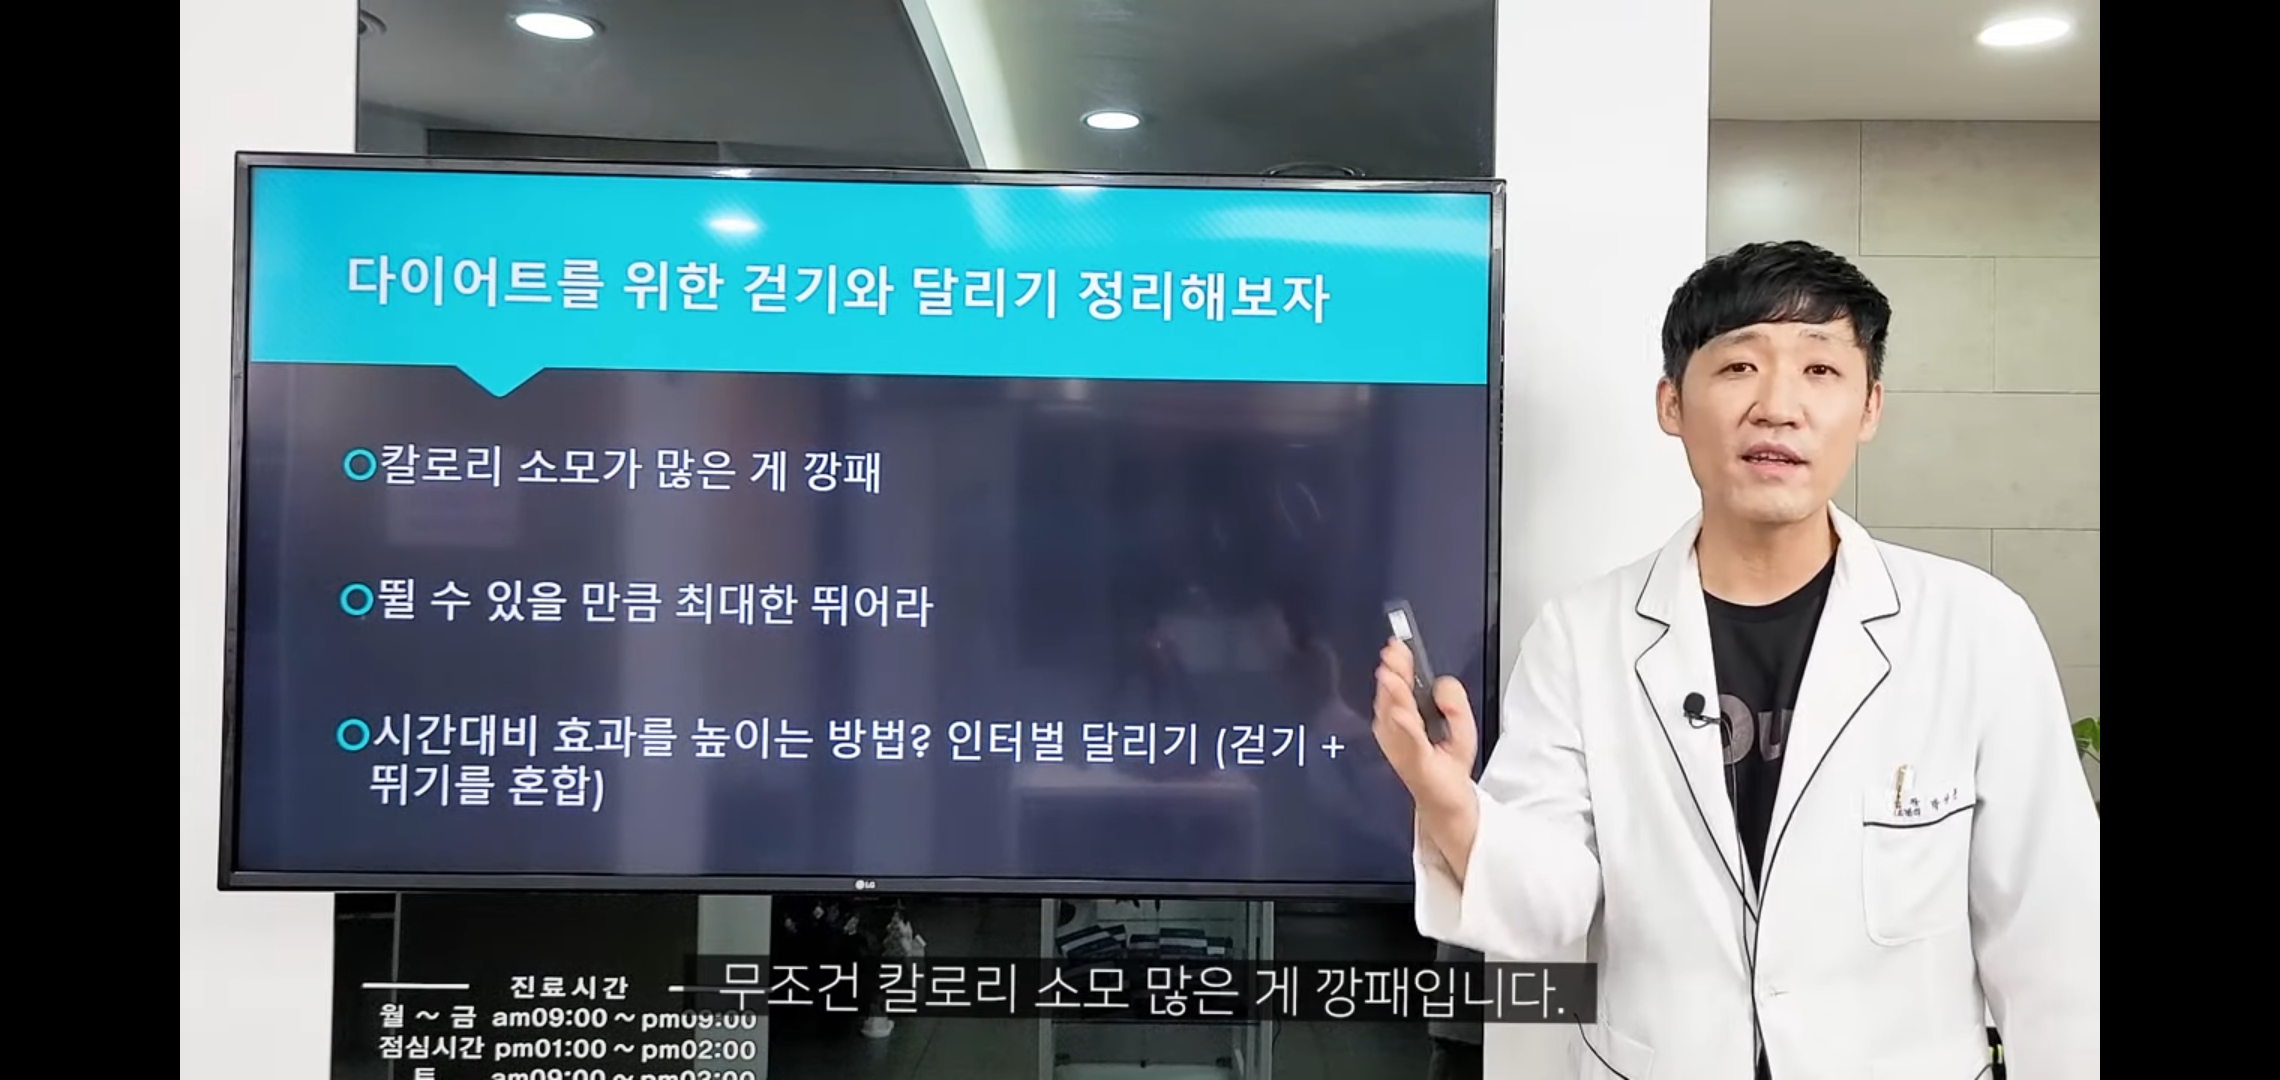 다이어트를 위한 걷기와 달리기 정리해보자
칼로리 소모가 많은 게 깡패
뛸 수 있을 만큼 최대한 뛰어라
시간대비 효과를 높이는 방법? 인터벌 달리기 (걷기 +
뛰기를 혼합)
LG
무조건 칼로리 소모 많은 게 깡패입니다.
진료시간
월 ~ 금 am09:00 ~ pm09:00
점심시간 pm01:00 ~ pm02:00
토 am09:00 ~ pm03:00